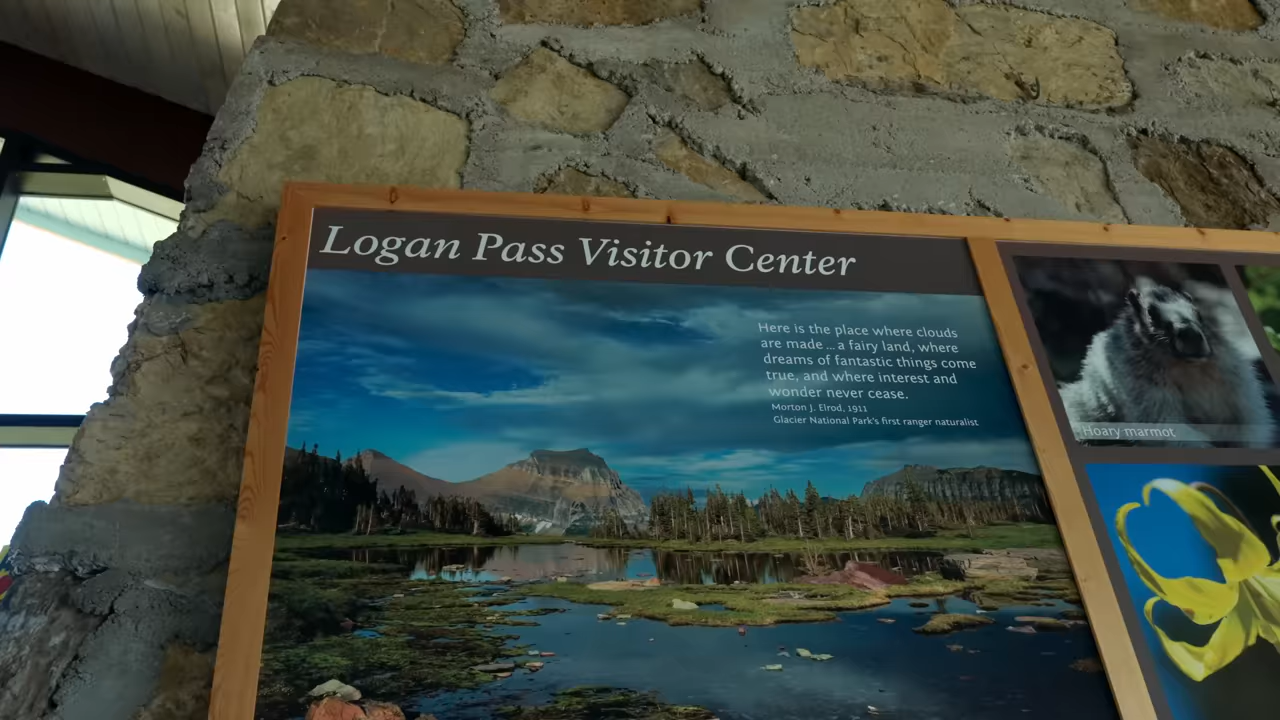 Logan Pass Visitor Center
Here is the place where clouds
are made ... a fairy land, where
dreams of fantastic things come
true, and where interest and
wonder never cease.
Morton J. Elrod, 1911
Glacier National Park's first ranger naturalist
Hoary marmot